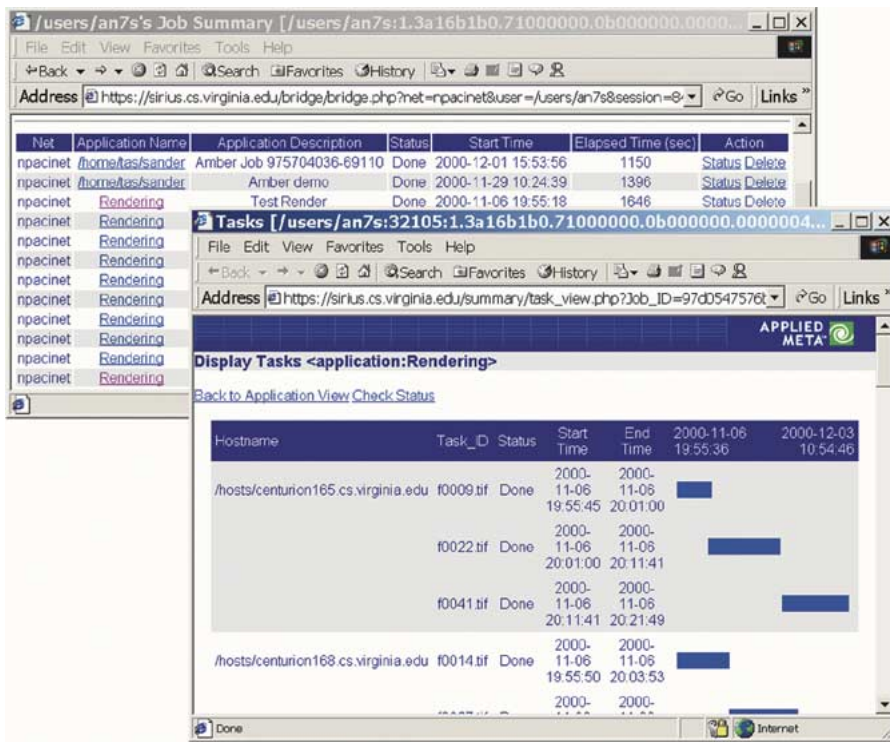 /users/an7s's Job Summary [/users/an7s:1.3a16b1b0.71000000.0b000000.0000...
File Edit View Favorites Tools Help
Back Search Favorites History
Address https://sirius.cs.virginia.edu/bridge/bridge.php?net=npacinet&user=/users/an7s&session=8 Go Links »
Net Application Name Application Description Status Start Time Elapsed Time (sec) Action
npacinet /home/tas/sander Amber Job 975704036-69110 Done 2000-12-01 15:53:56 1150 Status Delete
npacinet /home/tas/sander Amber demo Done 2000-11-29 10:24:39 1396 Status Delete
npacinet Rendering Test Render Done 2000-11-06 19:55:18 1646 Status Delete
npacinet Rendering
npacinet Rendering
npacinet Rendering
npacinet Rendering
npacinet Rendering
npacinet Rendering
npacinet Rendering
npacinet Rendering
npacinet Rendering
Tasks [/users/an7s:32105:1.3a16b1b0.71000000.0b000000.0000004...
File Edit View Favorites Tools Help
Back Search Favorites History
Address https://sirius.cs.virginia.edu/summary/task_view.php?Job_ID=97d0547576 Go Links »
APPLIED
META
Display Tasks <application:Rendering>
Back to Application View Check Status
Hostname Task_ID Status Start Time End Time 2000-11-06 19:55:36 2000-12-03 10:54:46
/hosts/centurion165.cs.virginia.edu f0009.tif Done 2000-11-06 19:55:45 2000-11-06 20:01:00
f0022.tif Done 2000-11-06 20:01:00 2000-11-06 20:11:41
f0041.tif Done 2000-11-06 20:11:41 2000-11-06 20:21:49
/hosts/centurion168.cs.virginia.edu f0014.tif Done 2000-11-06 19:55:50 2000-11-06 20:03:53
2000- 2000-
Done Internet